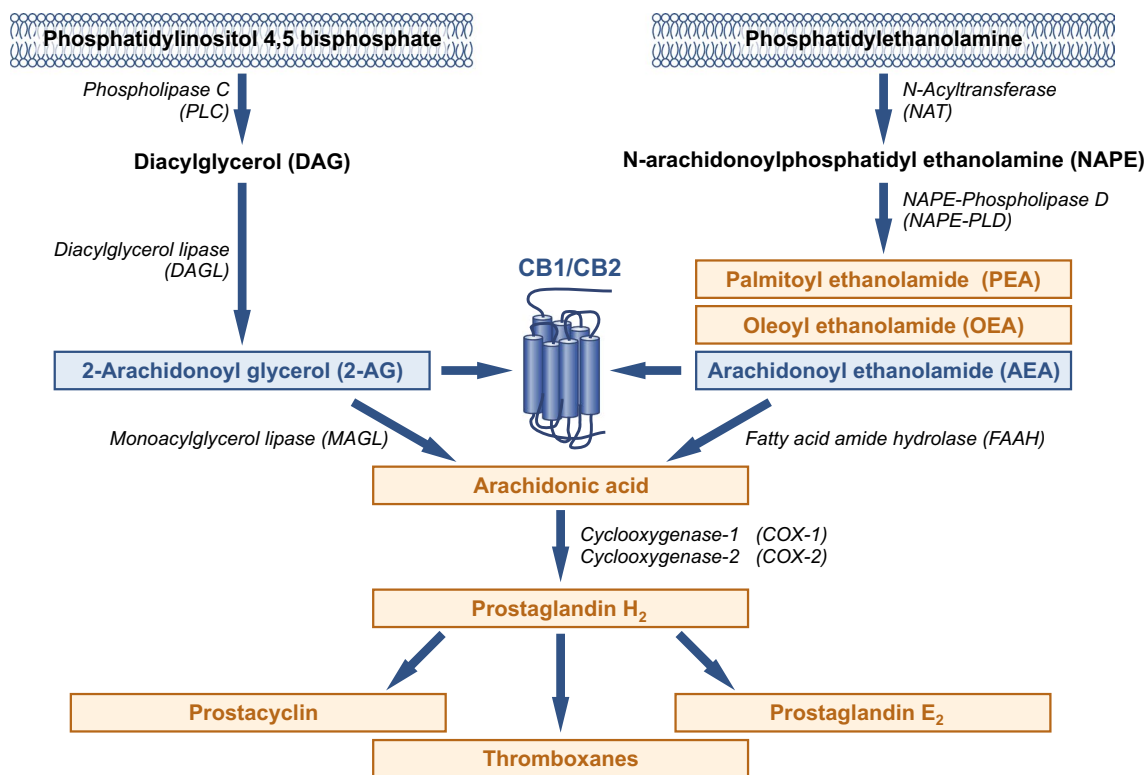 Phosphatidylinositol 4,5 bisphosphate
Phosphatidylethanolamine
Phospholipase C
(PLC)
N-Acyltransferase
(NAT)
Diacylglycerol (DAG)
N-arachidonoylphosphatidyl ethanolamine (NAPE)
NAPE-Phospholipase D
(NAPE-PLD)
Diacylglycerol lipase
(DAGL)
CB1/CB2
Palmitoyl ethanolamide (PEA)
Oleoyl ethanolamide (OEA)
2-Arachidonoyl glycerol (2-AG)
Arachidonoyl ethanolamide (AEA)
Monoacylglycerol lipase (MAGL)
Fatty acid amide hydrolase (FAAH)
Arachidonic acid
Cyclooxygenase-1 (COX-1)
Cyclooxygenase-2 (COX-2)
Prostaglandin H₂
Prostacyclin
Prostaglandin E₂
Thromboxanes